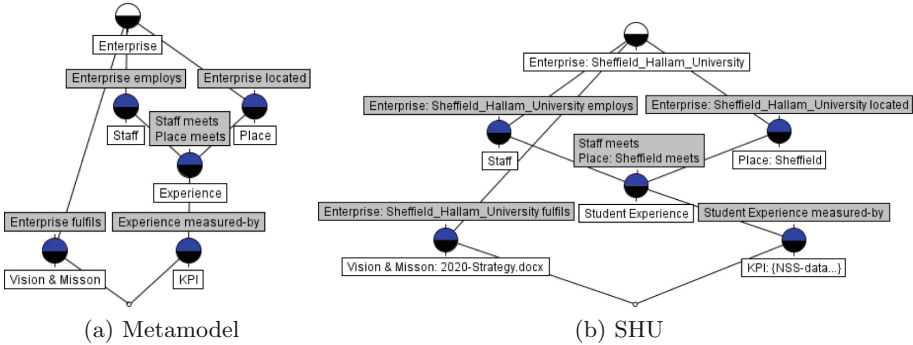 Enterprise
Enterprise employs
Enterprise located
Staff
Staff meets
Place meets
Place
Experience
Enterprise fulfils
Experience measured-by
Vision & Misson
KPI
(a) Metamodel
Enterprise: Sheffield_Hallam_University
Enterprise: Sheffield_Hallam_University employs
Enterprise: Sheffield_Hallam_University located
Staff
Staff meets
Place: Sheffield meets
Place: Sheffield
Student Experience
Enterprise: Sheffield_Hallam_University fulfils
Student Experience measured-by
Vision & Misson: 2020-Strategy.docx
KPI: {NSS-data...}
(b) SHU